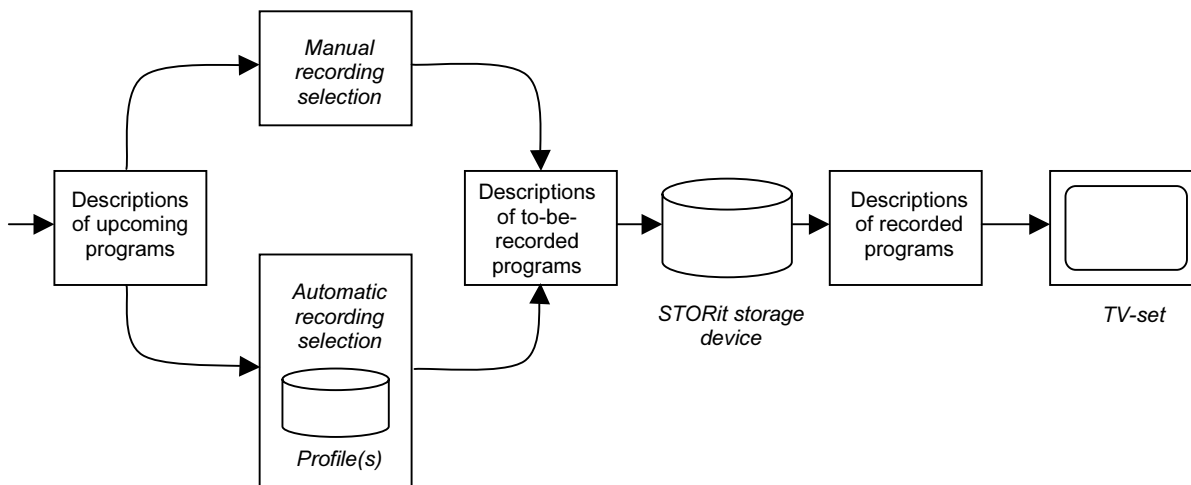 Manual
recording
selection
Descriptions
of upcoming
programs
Automatic
recording
selection
Profile(s)
Descriptions
of to-be-
recorded
programs
STORit storage
device
Descriptions
of recorded
programs
TV-set